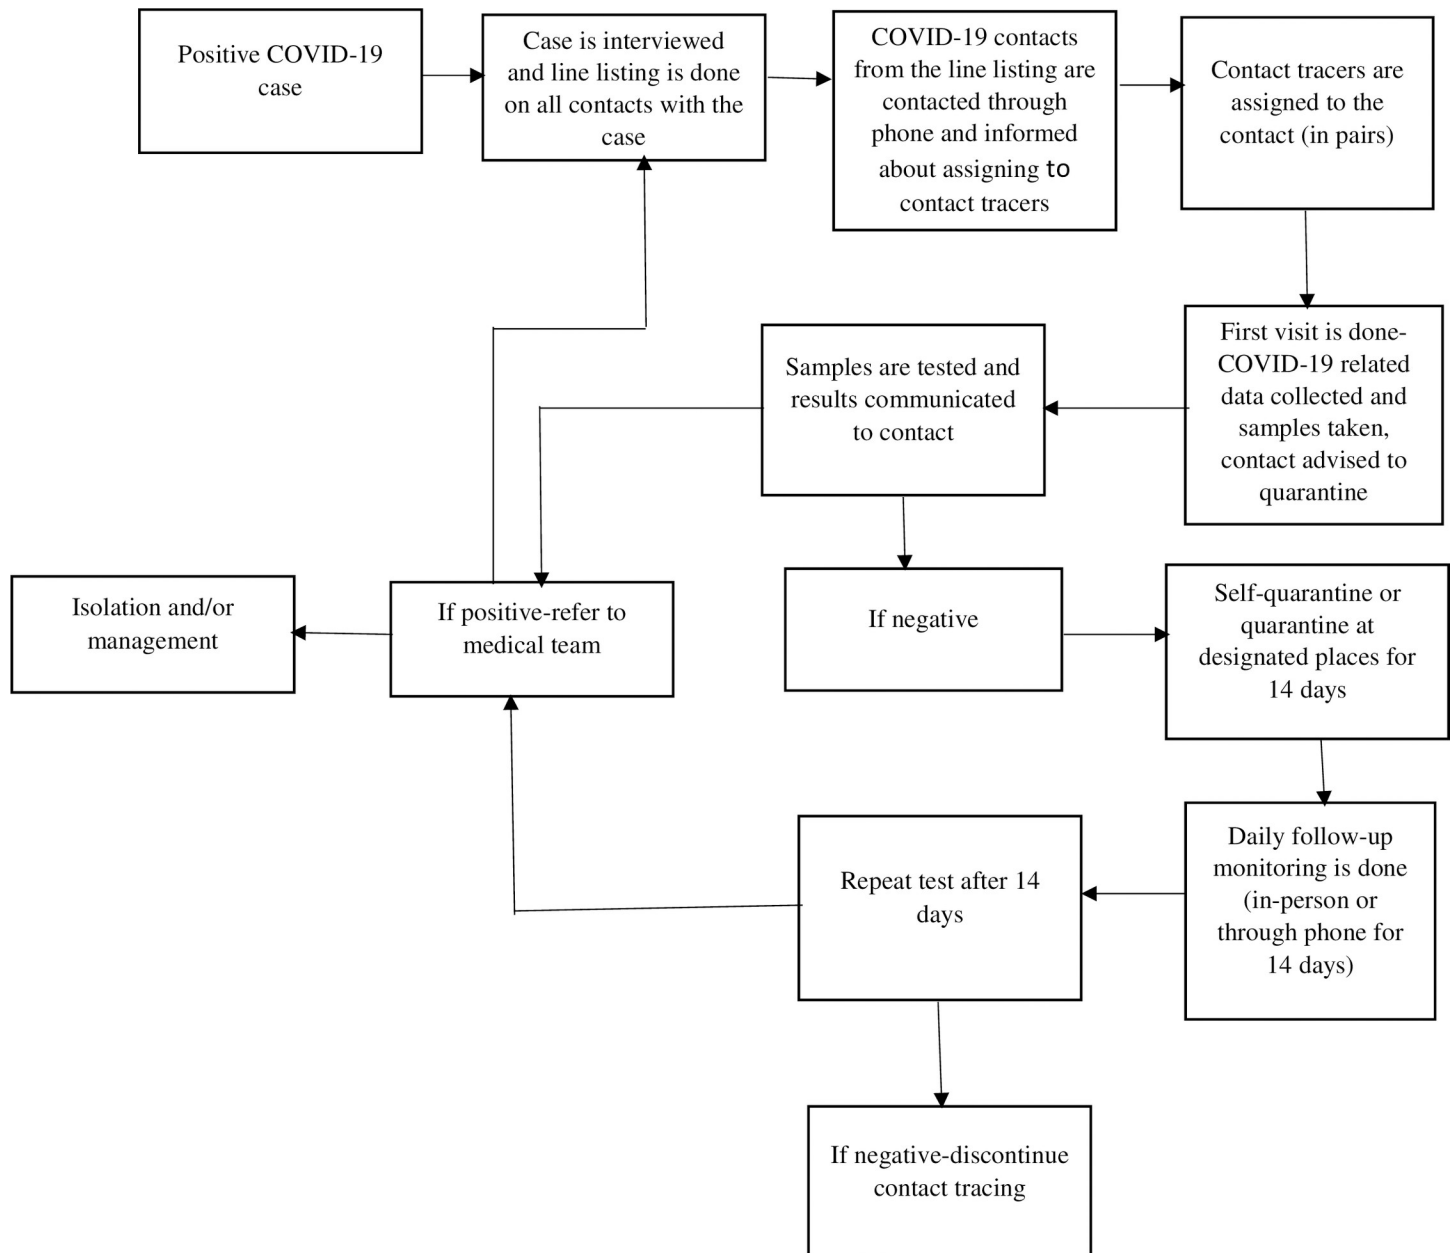 Positive COVID-19
case
Case is interviewed
and line listing is done
on all contacts with the
case
COVID-19 contacts
from the line listing are
contacted through
phone and informed
about assigning to
contact tracers
Contact tracers are
assigned to the
contact (in pairs)
First visit is done-
COVID-19 related
data collected and
samples taken,
contact advised to
quarantine
Samples are tested and
results communicated
to contact
If negative
Self-quarantine or
quarantine at
designated places for
14 days
Isolation and/or
management
If positive-refer to
medical team
Daily follow-up
monitoring is done
(in-person or
through phone for
14 days)
Repeat test after 14
days
If negative-discontinue
contact tracing